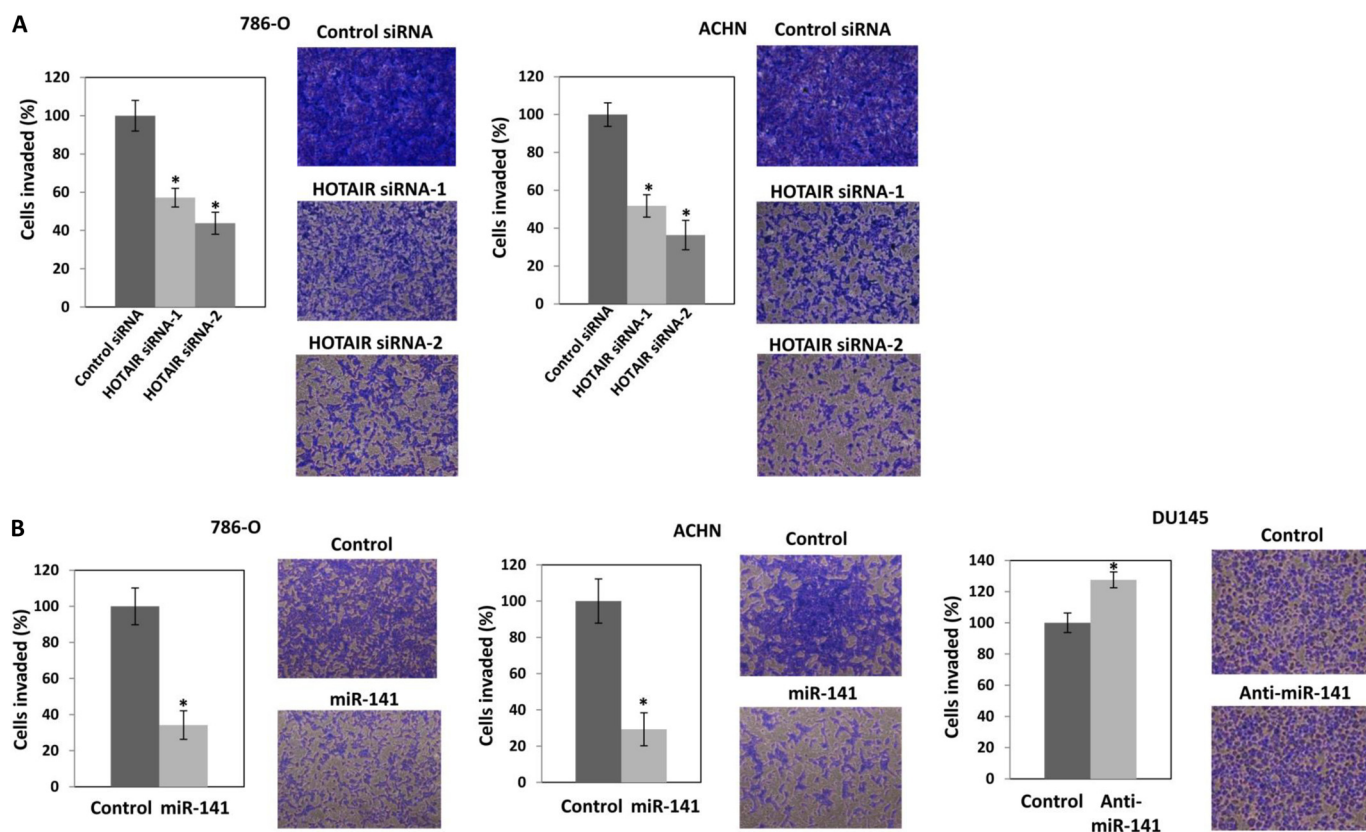 A
786-O
Cells invaded (%)
120
100
80
60
40
20
0
Control siRNA
HOTAIR siRNA-1
HOTAIR siRNA-2
Control siRNA
HOTAIR siRNA-1
HOTAIR siRNA-2
ACHN
Cells invaded (%)
120
100
80
60
40
20
0
*
*
Control siRNA
HOTAIR siRNA-1
HOTAIR siRNA-2
*
*
Control siRNA
HOTAIR siRNA-1
HOTAIR siRNA-2
B
786-O
Cells invaded (%)
120
100
80
60
40
20
0
*
Control miR-141
Control
miR-141
ACHN
Cells invaded (%)
120
100
80
60
40
20
0
*
Control miR-141
Control
miR-141
DU145
Cells invaded (%)
140
120
100
80
60
40
20
0
*
Control Anti-
miR-141
Control
Anti-miR-141